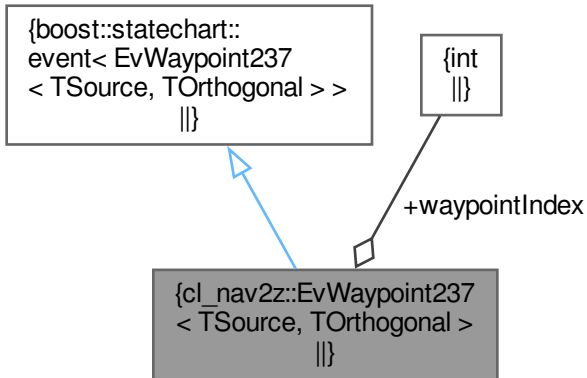 {boost::statechart::
event< EvWaypoint237
< TSource, TOrthogonal > >
||}
{int
||}
+waypointIndex
{cl_nav2z::EvWaypoint237
< TSource, TOrthogonal >
||}